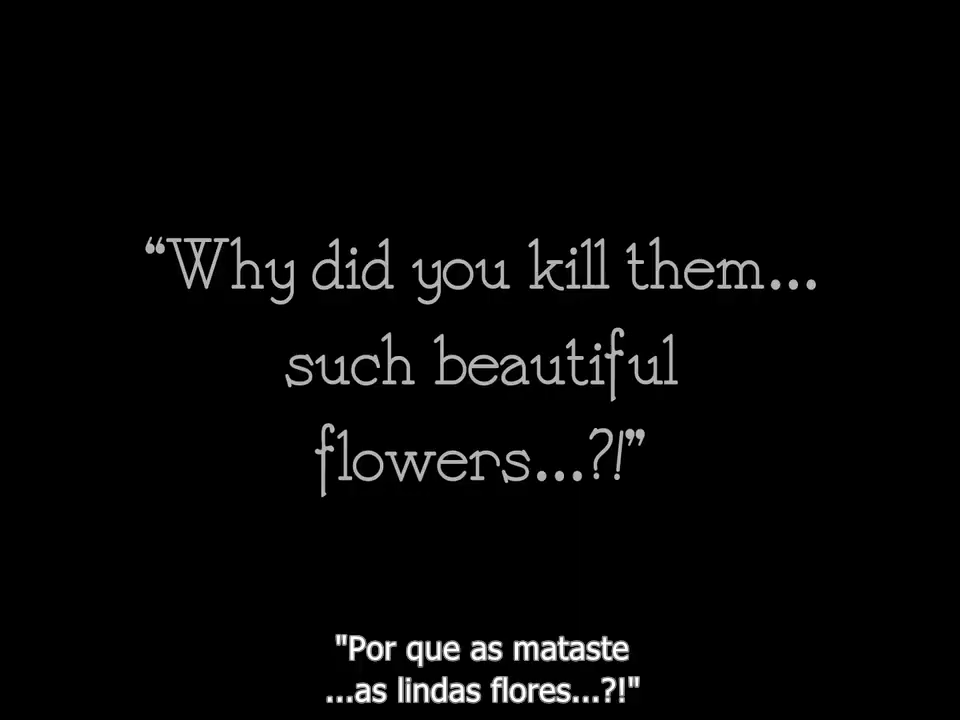 “Why did you kill them...
such beautiful
flowers...?!”
"Por que as mataste
...as lindas flores...?!"